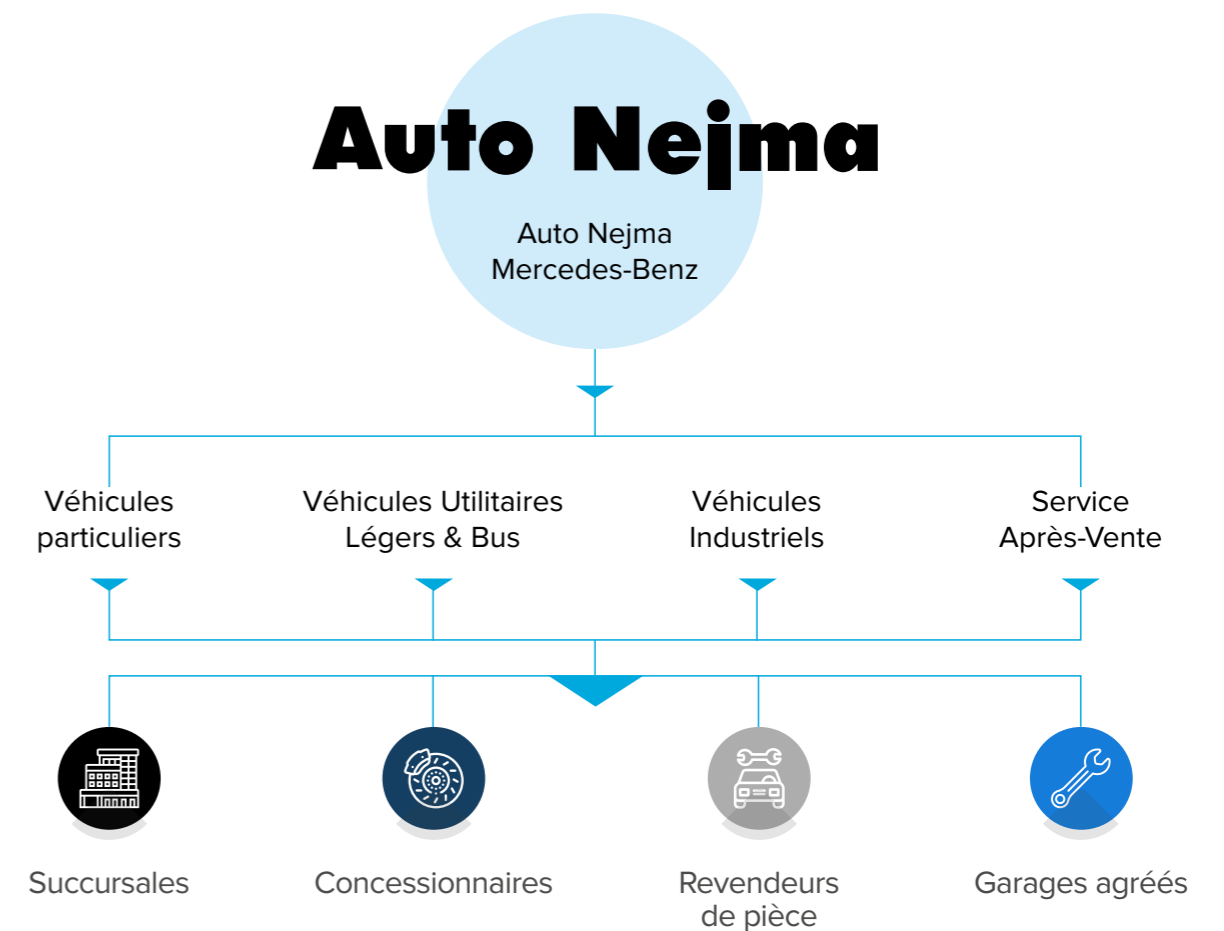 Auto Nejma
Auto Nejma
Mercedes-Benz
Véhicules
particuliers
Véhicules Utilitaires
Légers & Bus
Véhicules
Industriels
Service
Après-Vente
Succursales
Concessionnaires
Revendeurs
de pièce
Garages agréés